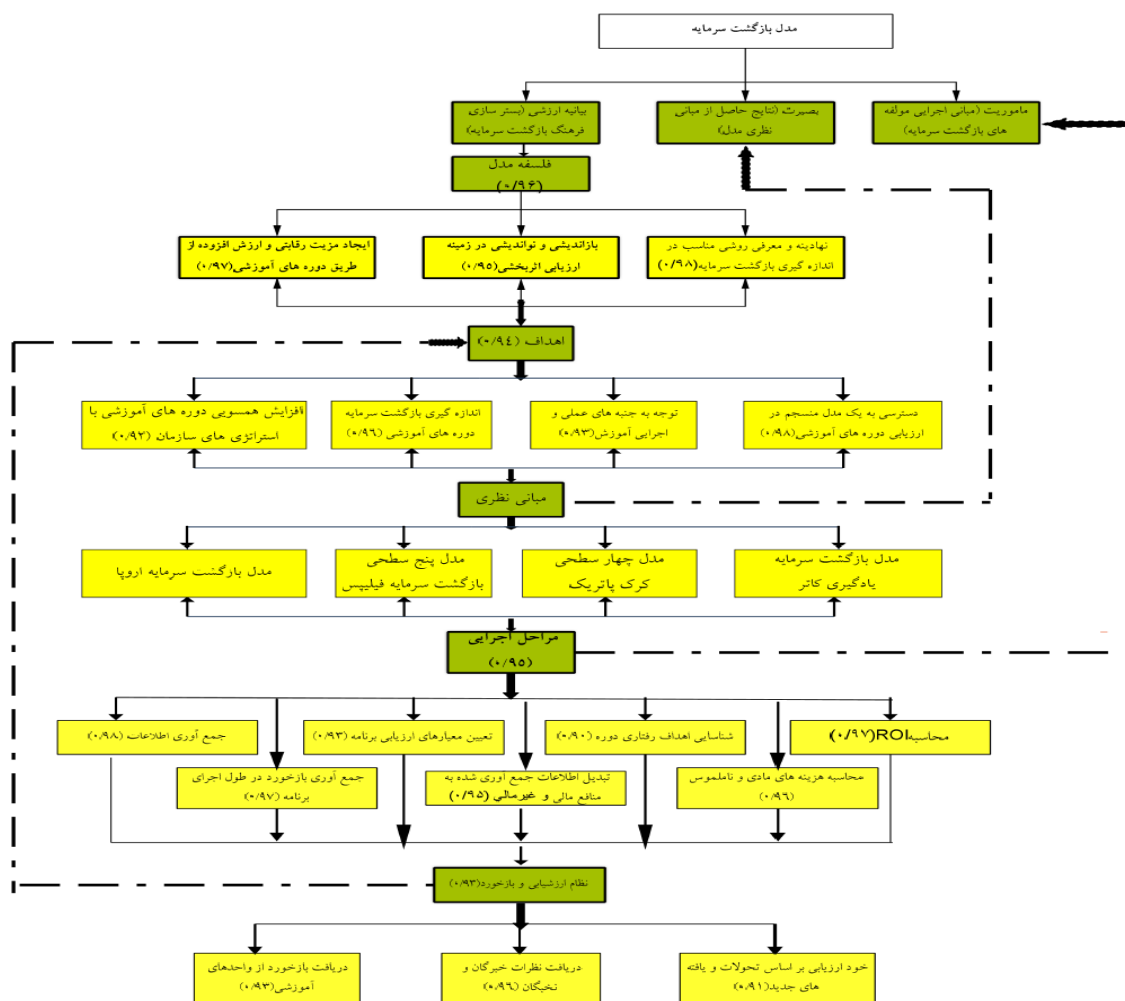 مدل بازگشت سرمایه
ماموریت (مبانی اجرایی مولفه
های بازگشت سرمایه)
بصیرت (نتایج حاصل از مبانی
نظری مدل)
بیانیه ارزشی (بستر سازی
فرهنگ بازگشت سرمایه)
فلسفه مدل
(۰/۹۶)
نهادینه و معرفی روشی مناسب در
اندازه گیری بازگشت سرمایه(۰/۹۸)
بازاندیشی و نواندیشی در زمینه
ارزیابی اثربخشی(۰/۹۵)
ایجاد مزیت رقابتی و ارزش افزوده از
طریق دوره های آموزشی(۰/۹۷)
اهداف (۰/۹٤)
دسترسی به یک مدل منسجم در
ارزیابی دوره های آموزشی(۰/۹۸)
توجه به جنبه های عملی و
اجرایی آموزش(۰/۹۳)
اندازه گیری بازگشت سرمایه
دوره های آموزشی (۰/۹٦)
افزایش همسویی دوره های آموزشی با
استراتژی های سازمان (۰/۹۲)
مبانی نظری
مدل بازگشت سرمایه
یادگیری کاتر
مدل چهار سطحی
کرک پاتریک
مدل پنج سطحی
بازگشت سرمایه فیلیپس
مدل بازگشت سرمایه اروپا
مراحل اجرایی
(۰/۹٥)
محاسبهROI(۰/۹۷)
شناسایی اهداف رفتاری دوره (۰/۹۰)
تعیین معیارهای ارزیابی برنامه (۰/۹۳)
جمع آوری اطلاعات (۰/۹۸)
محاسبه هزینه های مادی و ناملموس
(۰/۹٦)
تبدیل اطلاعات جمع آوری شده به
منافع مالی و غیرمالی (۰/۹۵)
جمع آوری بازخورد در طول اجرای
برنامه (۰/۹۷)
نظام ارزشیابی و بازخورد(۰/۹۳)
خود ارزیابی بر اساس تحولات و یافته
های جدید(۰/۹۱)
دریافت نظرات خبرگان و
نخبگان (۰/۹٦)
دریافت بازخورد از واحدهای
آموزشی(۰/۹۳)